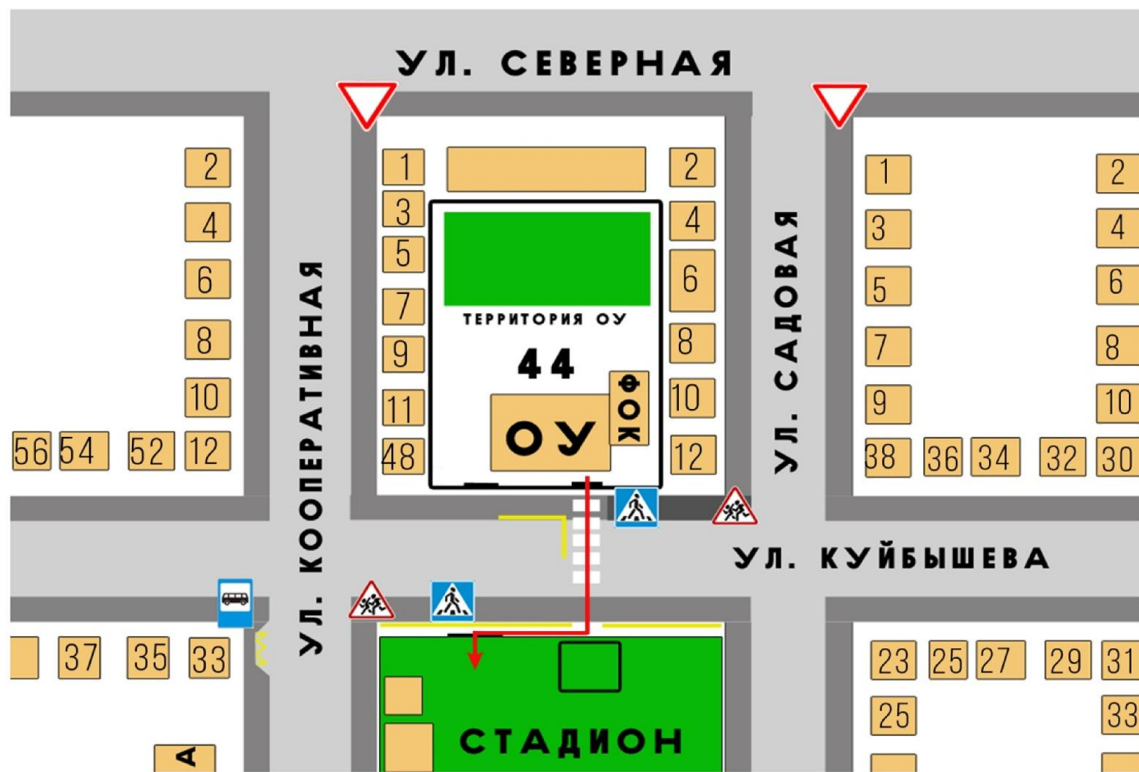 УЛ. СЕВЕРНАЯ
2
4
6
8
10
56 54 52 12
УЛ. КООПЕРАТИВНАЯ
1
3
5
7
9
11
48
ТЕРРИТОРИЯ ОУ
44
ОУ
ФОК
2
4
6
8
10
12
УЛ. САДОВАЯ
1
3
5
7
9
38 36 34 32 30
2
4
6
8
10
УЛ. КУЙБЫШЕВА
37 35 33
А
СТАДИОН
23 25 27 29 31
25
33